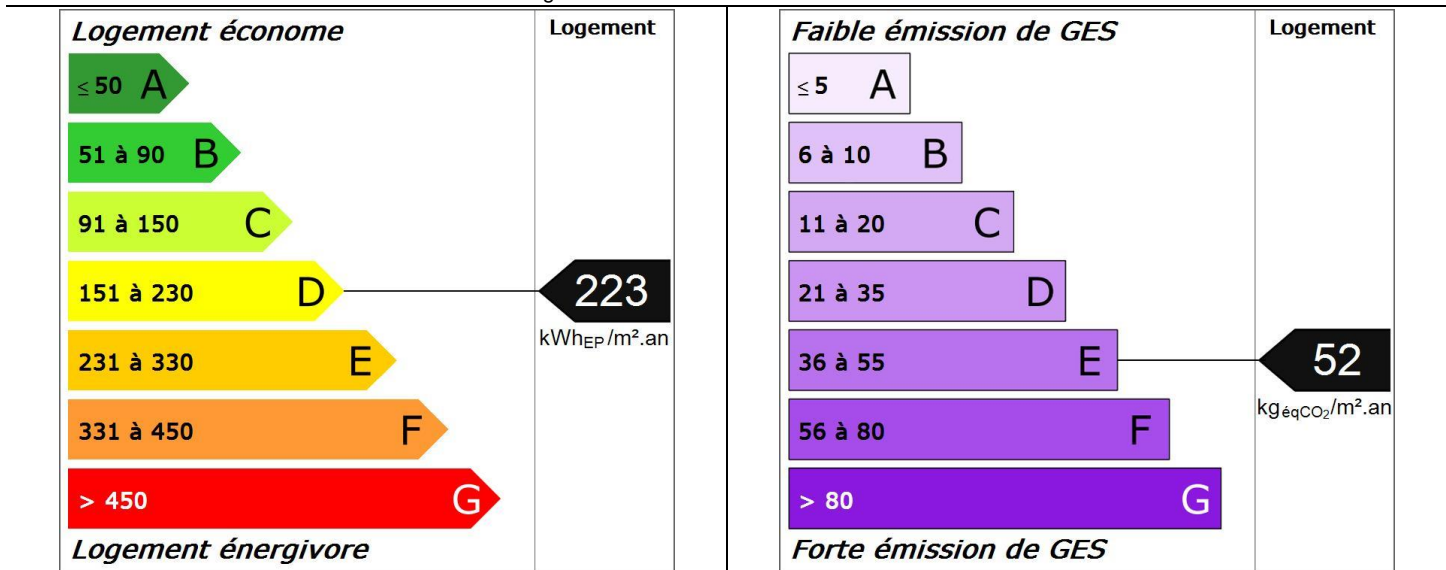 Logement économe Logement
≤ 50 A
51 à 90 B
91 à 150 C
151 à 230 D 223
kWhEP/m².an
231 à 330 E
331 à 450 F
> 450 G
Logement énergivore
Faible émission de GES Logement
≤ 5 A
6 à 10 B
11 à 20 C
21 à 35 D
36 à 55 E 52
kgéqCO₂/m².an
56 à 80 F
> 80 G
Forte émission de GES